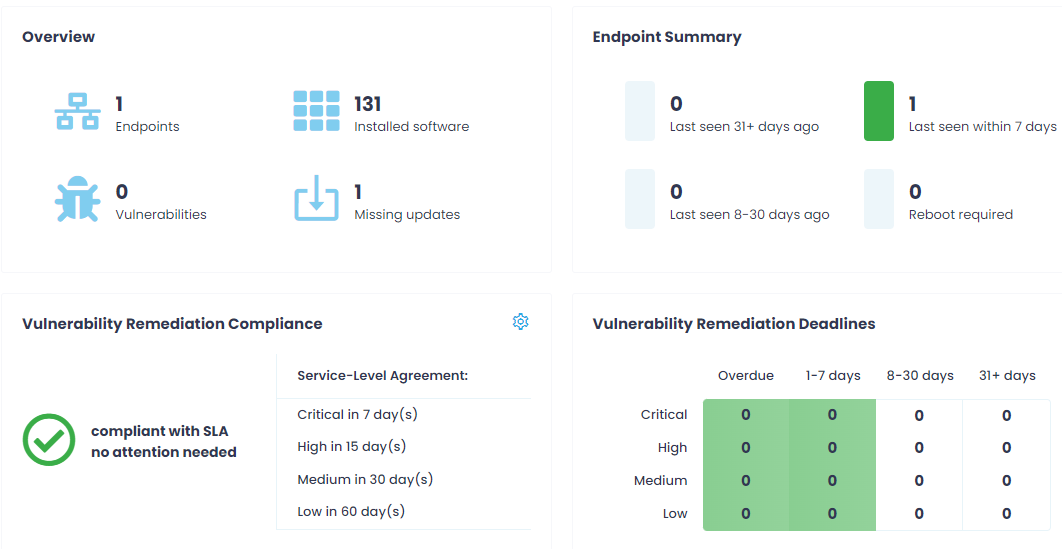 Overview
1
Endpoints
131
Installed software
0
Vulnerabilities
1
Missing updates
Endpoint Summary
0
Last seen 31+ days ago
1
Last seen within 7 days
0
Last seen 8-30 days ago
0
Reboot required
Vulnerability Remediation Compliance
compliant with SLA
no attention needed
Service-Level Agreement:
Critical in 7 day(s)
High in 15 day(s)
Medium in 30 day(s)
Low in 60 day(s)
Vulnerability Remediation Deadlines
Overdue 1-7 days 8-30 days 31+ days
Critical 0 0 0 0
High 0 0 0 0
Medium 0 0 0 0
Low 0 0 0 0